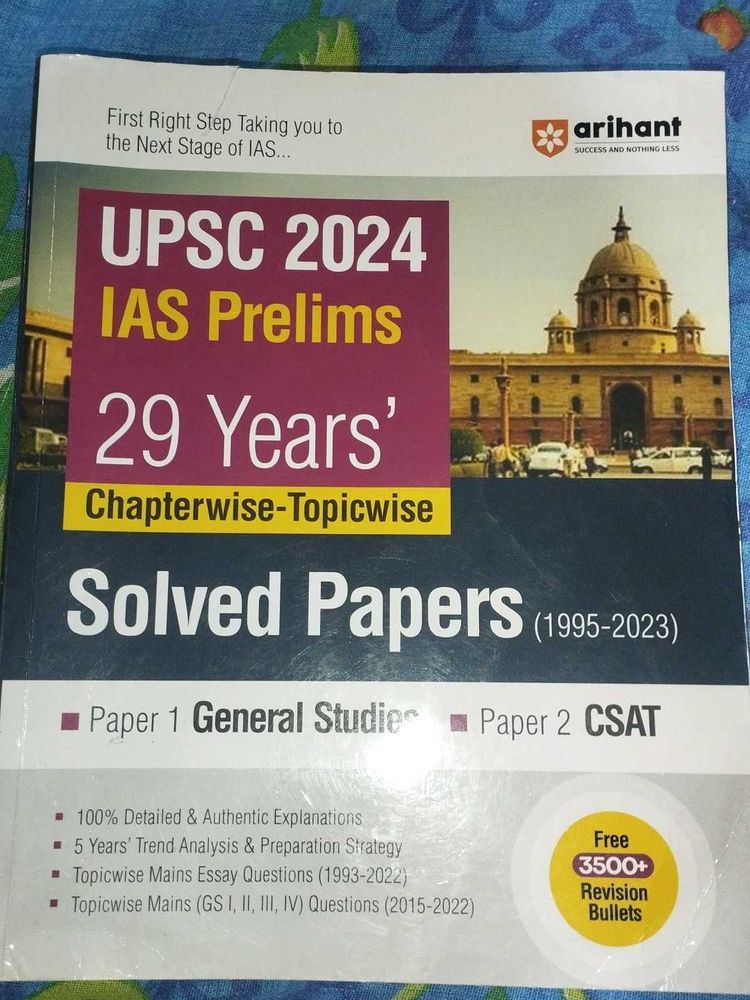 First Right Step Taking you to
the Next Stage of IAS...
arihant
SUCCESS AND NOTHING LESS
UPSC 2024
IAS Prelims
29 Years'
Chapterwise-Topicwise
Solved Papers (1995-2023)
Paper 1 General Studies
Paper 2 CSAT
100% Detailed & Authentic Explanations
5 Years' Trend Analysis & Preparation Strategy
Topicwise Mains Essay Questions (1993-2022)
Topicwise Mains (GS I, II, III, IV) Questions (2015-2022)
Free
3500+
Revision
Bullets